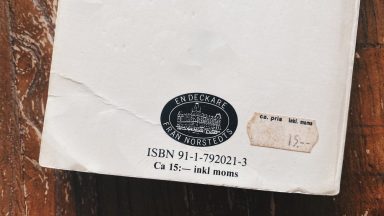 EN DECKARE
FRÅN NORSTEDTS
ISBN 91-1-792021-3
Ca 15:— inkl moms
ca. pris inkl. moms
15:-